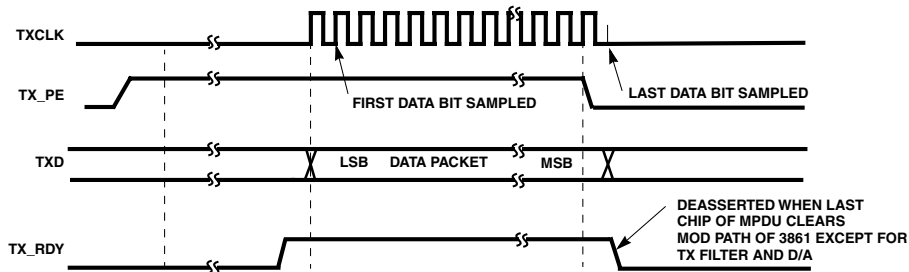 TXCLK
TX_PE
FIRST DATA BIT SAMPLED
LAST DATA BIT SAMPLED
TXD
LSB DATA PACKET MSB
TX_RDY
DEASSERTED WHEN LAST
CHIP OF MPDU CLEARS
MOD PATH OF 3861 EXCEPT FOR
TX FILTER AND D/A